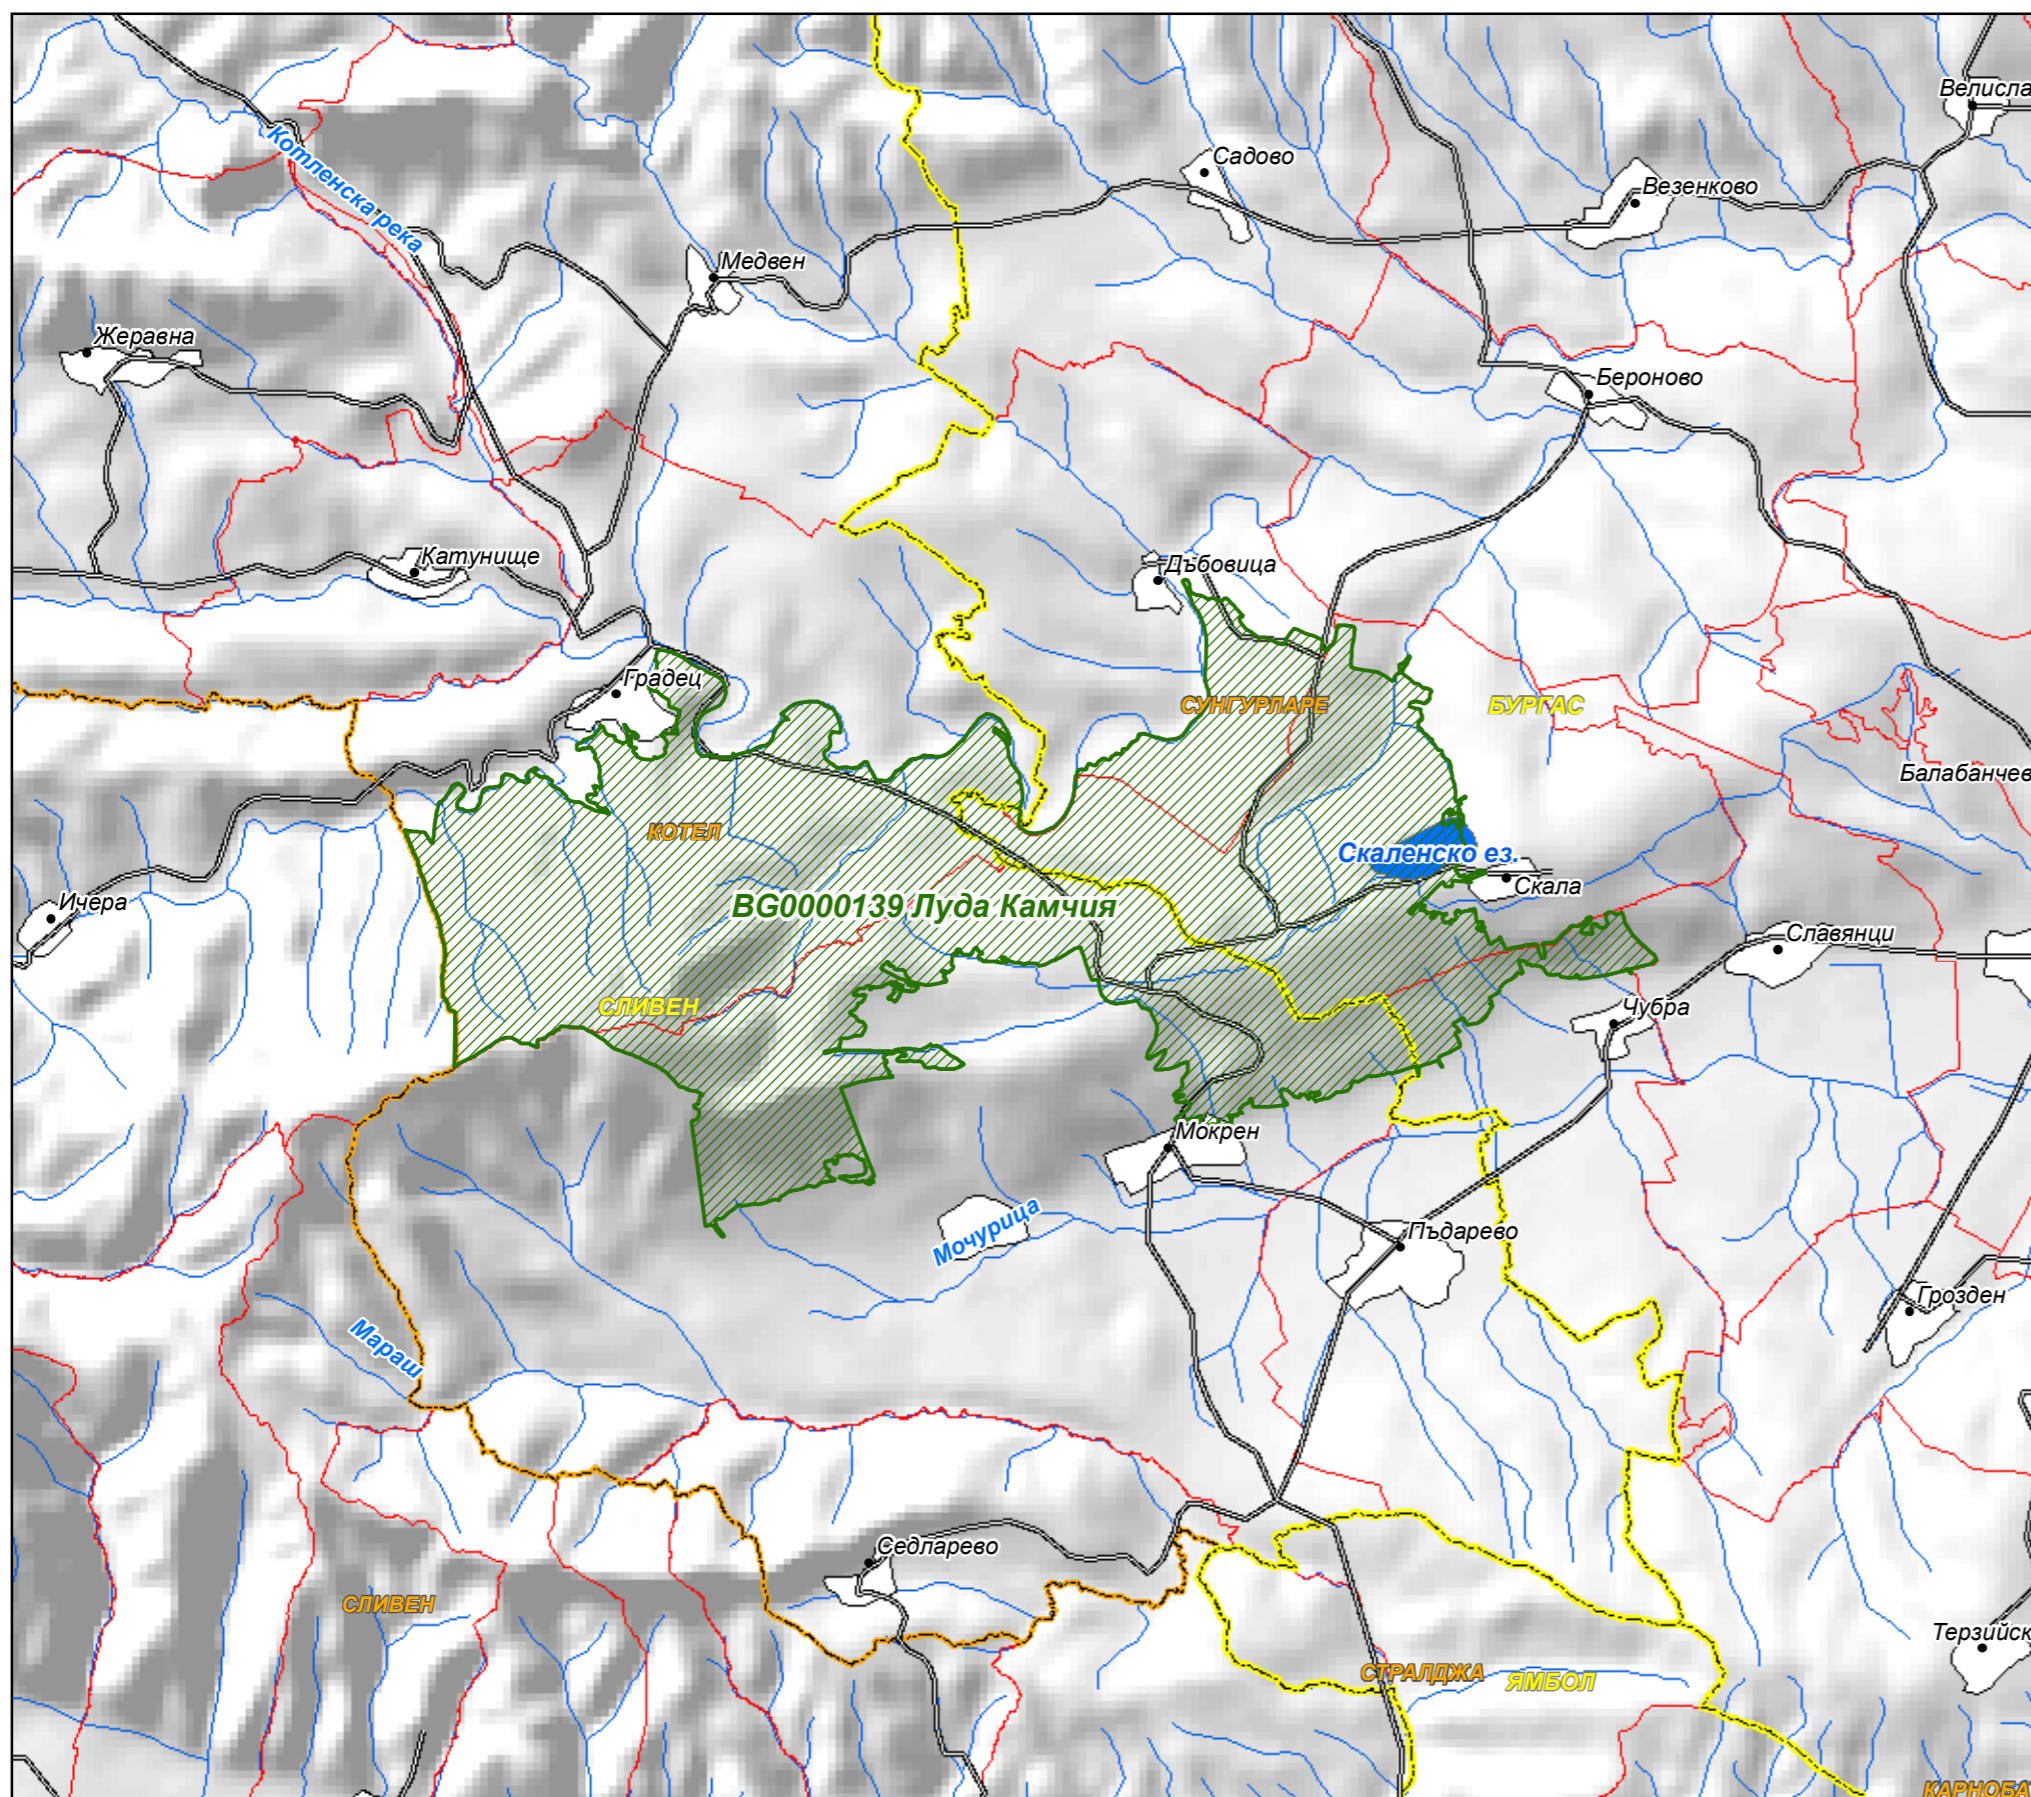 Велисла
Котленска река
Садово
Везенково
Медвен
Жеравна
Бероново
Катунище
Дъбовица
Градец
СУНГУРЛАРЕ
БУРГАС
Балабанчев
КОТЕЛ
Скаленско ез.
Скала
Ичера
BG0000139 Луда Камчия
Славянци
СЛИВЕН
Чубра
Мокрен
Мочурица
Пъдарево
Грозден
Мараш
Седларево
СЛИВЕН
Терзийск
СТРАЛДЖА
ЯМБОЛ
КАРНОБАТ